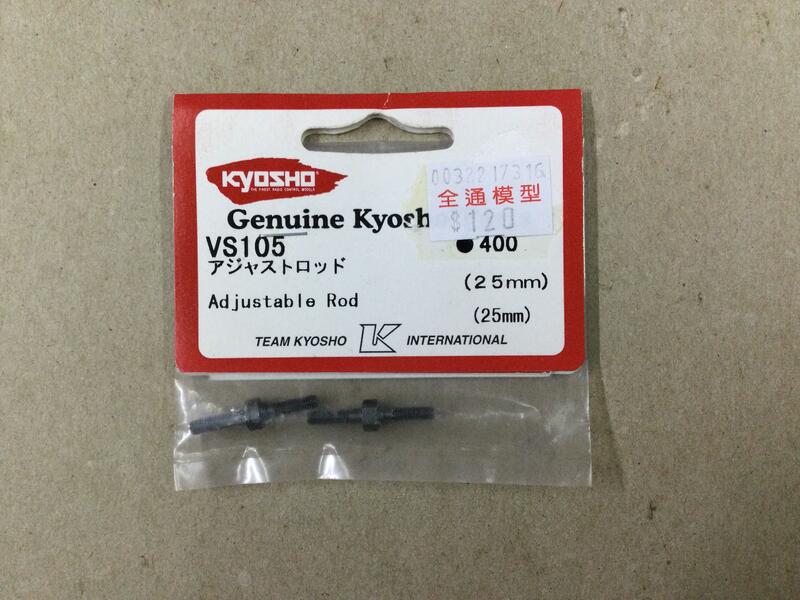 KYOSHO
THE FINEST RADIO CONTROL MODELS
Genuine Kyosh
0032217316
全通模型
$120
VS105
●400
アジャストロッド
(25mm)
Adjustable Rod
(25mm)
TEAM KYOSHO K INTERNATIONAL